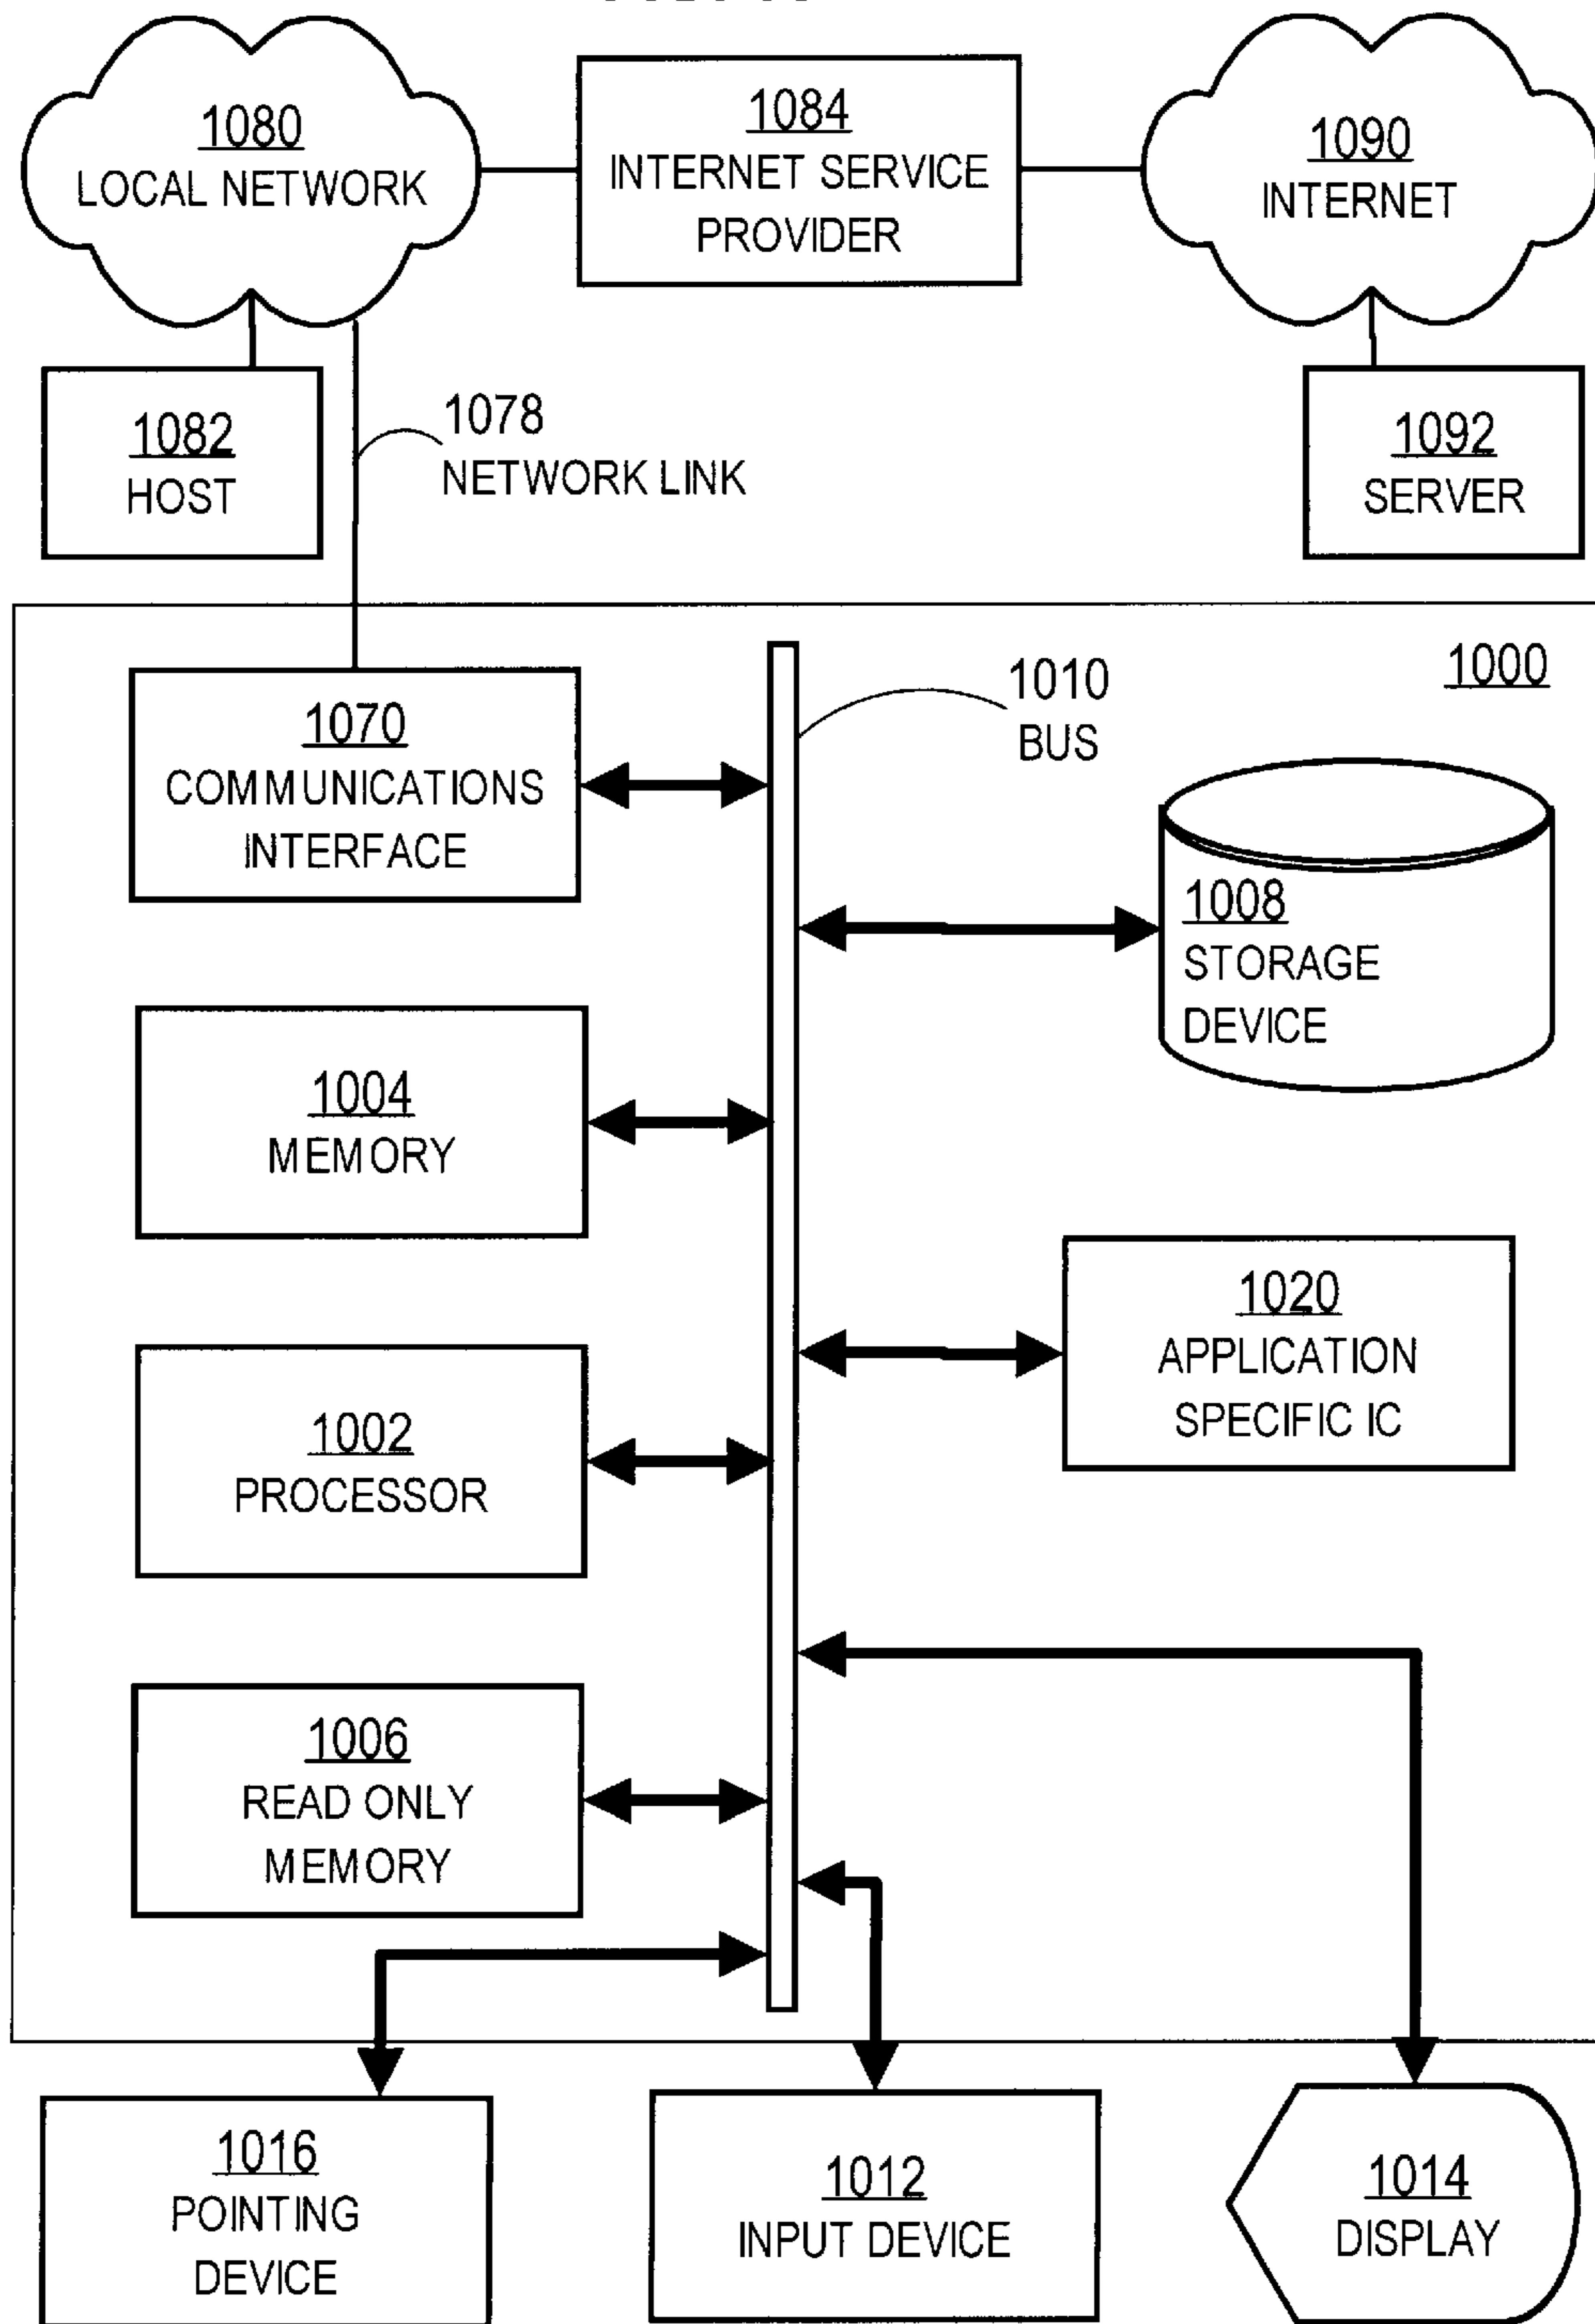 1080
LOCAL NETWORK
1084
INTERNET SERVICE
PROVIDER
1090
INTERNET
1082
HOST
1078
NETWORK LINK
1092
SERVER
1000
1070
COMMUNICATIONS
INTERFACE
1010
BUS
1008
STORAGE
DEVICE
1004
MEMORY
1020
APPLICATION
SPECIFIC IC
1002
PROCESSOR
1006
READ ONLY
MEMORY
1016
POINTING
DEVICE
1012
INPUT DEVICE
1014
DISPLAY